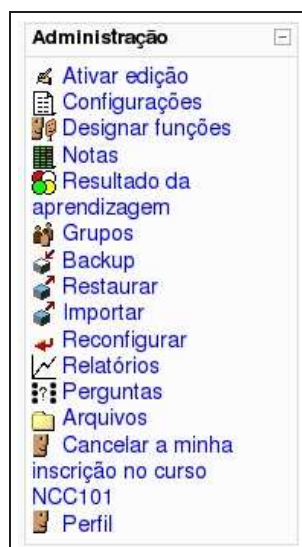 Administração
Ativar edição
Configurações
Designar funções
Notas
Resultado da
aprendizagem
Grupos
Backup
Restaurar
Importar
Reconfigurar
Relatórios
Perguntas
Arquivos
Cancelar a minha
inscrição no curso
NCC101
Perfil